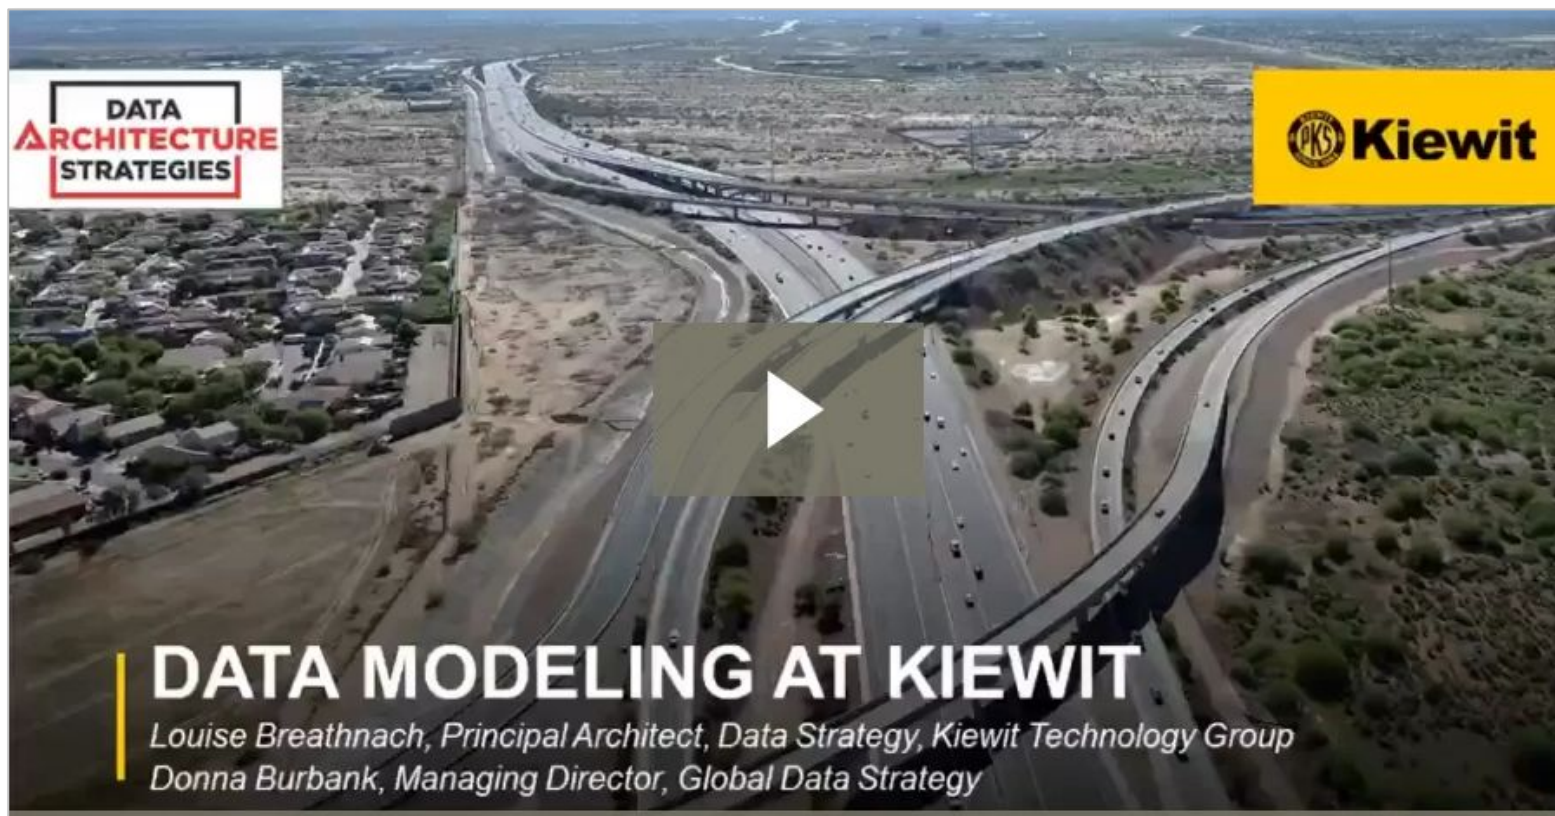 DATA
ARCHITECTURE
STRATEGIES
PKS
Kiewit
DATA MODELING AT KIEWIT
Louise Breathnach, Principal Architect, Data Strategy, Kiewit Technology Group
Donna Burbank, Managing Director, Global Data Strategy